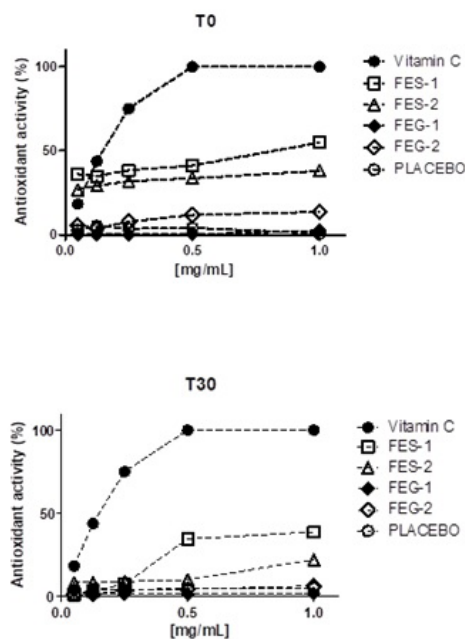 T0
Antioxidant activity (%)
100
50
0
0.0
0.5
1.0
[mg/mL]
Vitamin C
FES-1
FES-2
FEG-1
FEG-2
PLACEBO
T30
Antioxidant activity (%)
100
50
0
0.0
0.5
1.0
[mg/mL]
Vitamin C
FES-1
FES-2
FEG-1
FEG-2
PLACEBO